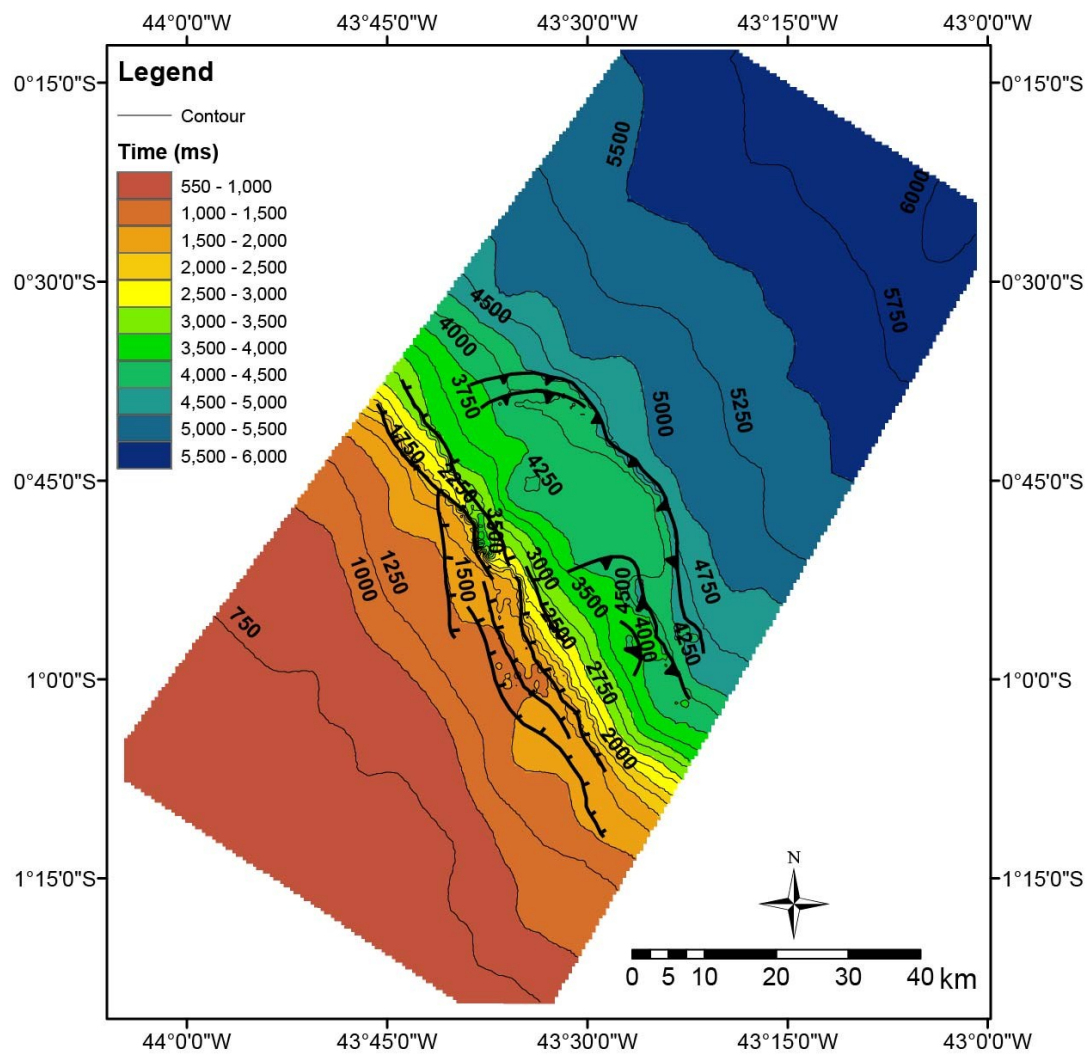 44°0'0"W 43°45'0"W 43°30'0"W 43°15'0"W 43°0'0"W
0°15'0"S
0°30'0"S
0°45'0"S
1°0'0"S
1°15'0"S
Legend
Contour
Time (ms)
550 - 1,000
1,000 - 1,500
1,500 - 2,000
2,000 - 2,500
2,500 - 3,000
3,000 - 3,500
3,500 - 4,000
4,000 - 4,500
4,500 - 5,000
5,000 - 5,500
5,500 - 6,000
5500
6000
5750
4500
4000
3750
5250
5000
4250
1750
2250
3500
3000
3500
4500
4750
1500
1250
1000
2500
4000
4250
750
2750
2000
N
0 5 10 20 30 40 km
0°15'0"S
0°30'0"S
0°45'0"S
1°0'0"S
1°15'0"S
44°0'0"W 43°45'0"W 43°30'0"W 43°15'0"W 43°0'0"W